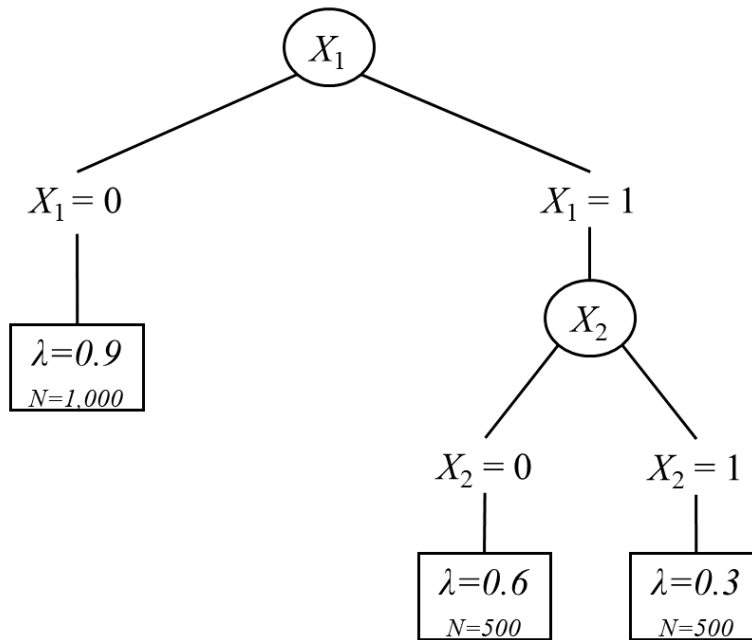 X₁
X₁ = 0
X₁ = 1
λ=0.9
N=1,000
X₂
X₂ = 0
X₂ = 1
λ=0.6
N=500
λ=0.3
N=500